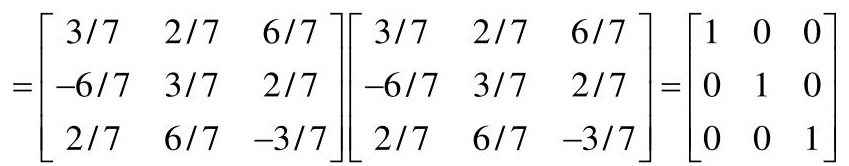 = [3/7 2/7 6/7] [3/7 2/7 6/7] = [1 0 0]
[-6/7 3/7 2/7] [-6/7 3/7 2/7] [0 1 0]
[2/7 6/7 -3/7] [2/7 6/7 -3/7] [0 0 1]